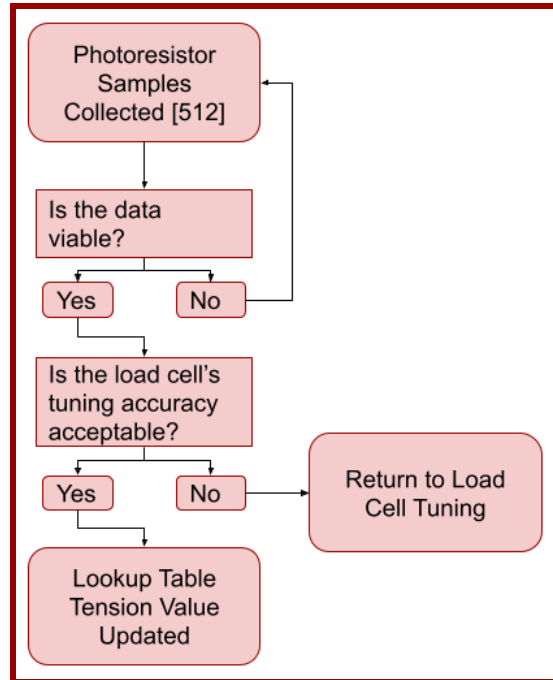 Photoresistor
Samples
Collected [512]
Is the data
viable?
Yes
No
Is the load cell's
tuning accuracy
acceptable?
Yes
No
Return to Load
Cell Tuning
Lookup Table
Tension Value
Updated